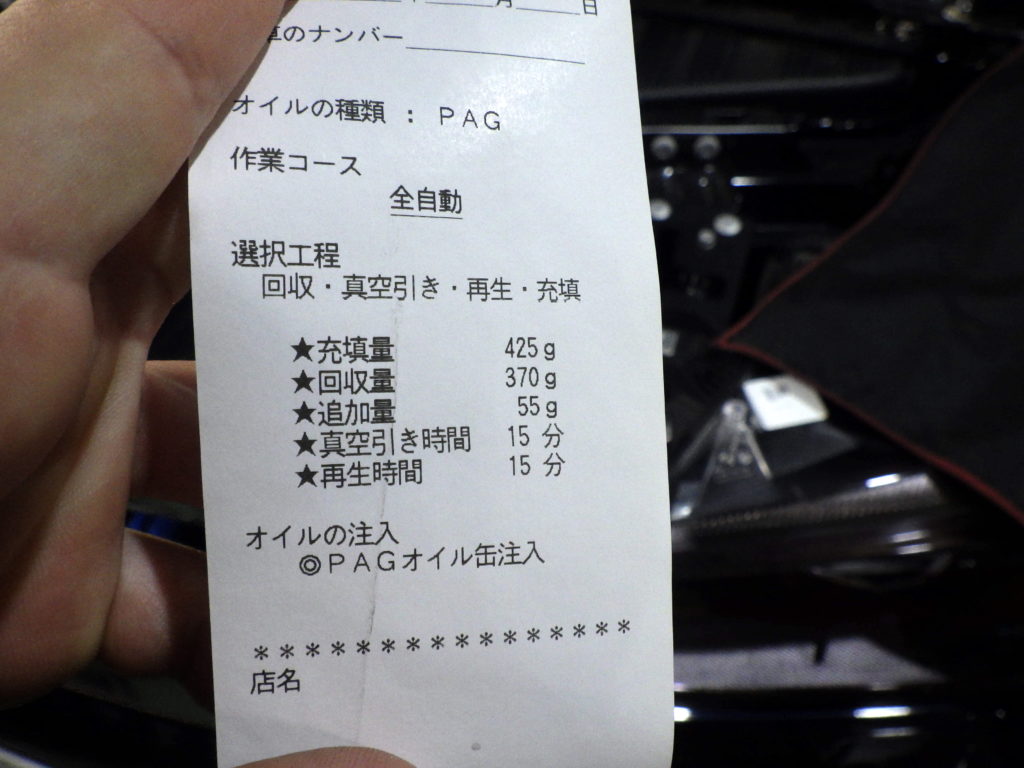 月 日
車のナンバー
オイルの種類 : PAG
作業コース
全自動
選択工程
回収・真空引き・再生・充填
★充填量 425g
★回収量 370g
★追加量 55g
★真空引き時間 15 分
★再生時間 15 分
オイルの注入
◎PAGオイル缶注入
***************
店名